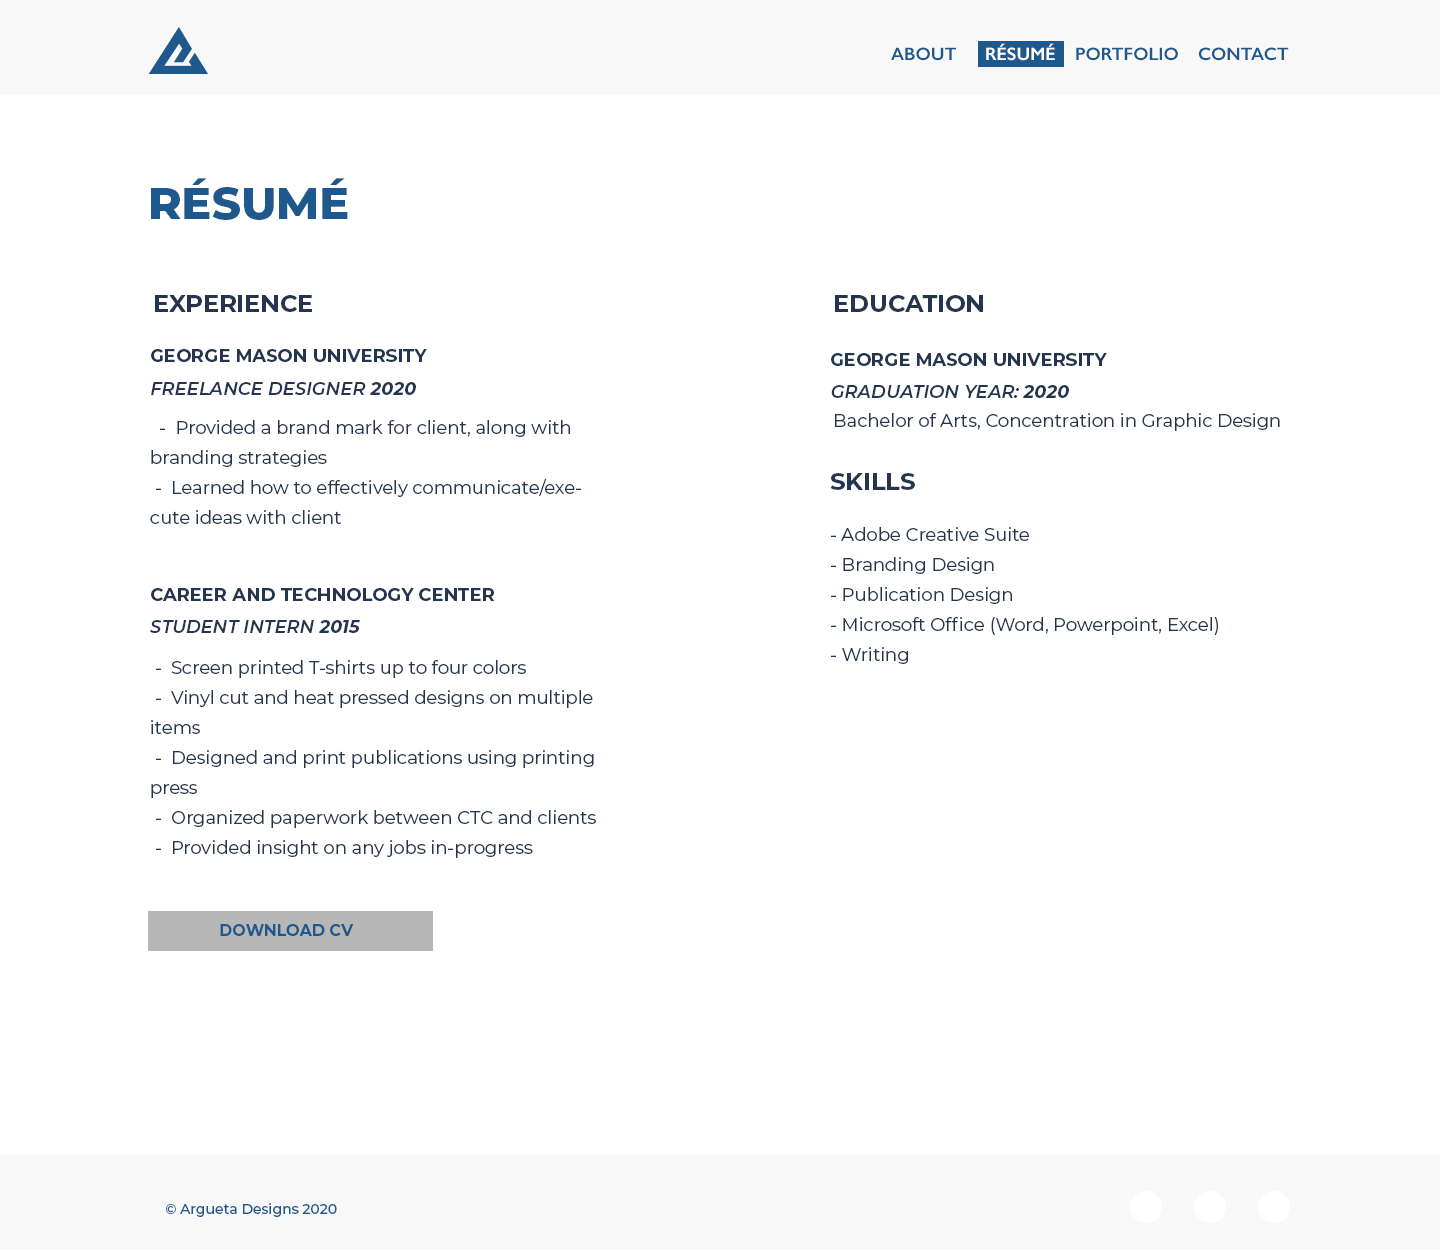 ABOUT RÉSUMÉ PORTFOLIO CONTACT
RÉSUMÉ
EXPERIENCE
GEORGE MASON UNIVERSITY
FREELANCE DESIGNER 2020
- Provided a brand mark for client, along with
branding strategies
- Learned how to effectively communicate/exe-
cute ideas with client
CAREER AND TECHNOLOGY CENTER
STUDENT INTERN 2015
- Screen printed T-shirts up to four colors
- Vinyl cut and heat pressed designs on multiple
items
- Designed and print publications using printing
press
- Organized paperwork between CTC and clients
- Provided insight on any jobs in-progress
DOWNLOAD CV
EDUCATION
GEORGE MASON UNIVERSITY
GRADUATION YEAR: 2020
Bachelor of Arts, Concentration in Graphic Design
SKILLS
- Adobe Creative Suite
- Branding Design
- Publication Design
- Microsoft Office (Word, Powerpoint, Excel)
- Writing
© Argueta Designs 2020